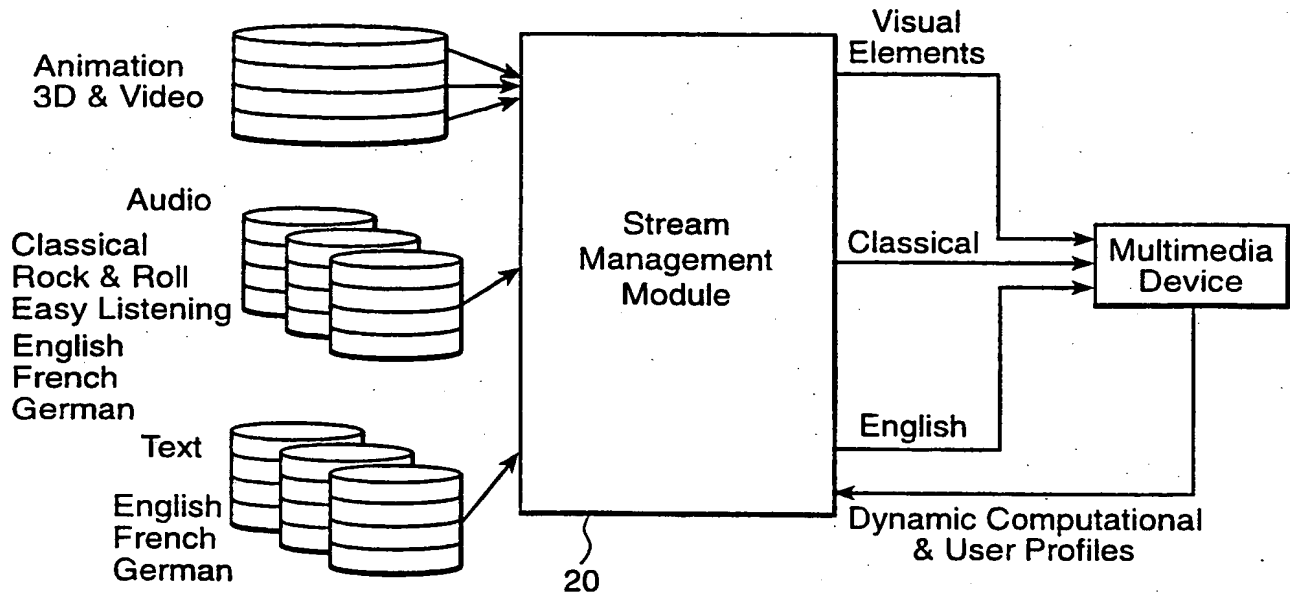 Animation
3D & Video
Audio
Classical
Rock & Roll
Easy Listening
English
French
German
Text
English
French
German
Stream
Management
Module
20
Visual
Elements
Classical
English
Multimedia
Device
Dynamic Computational
& User Profiles